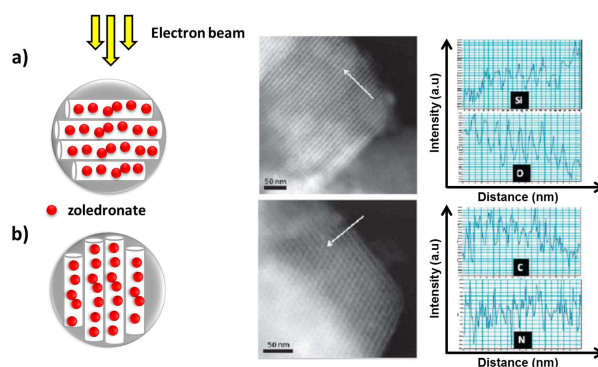 Electron beam
a)
zoledronate
b)
50 nm
50 nm
Intensity (a.u)
Si
O
Distance (nm)
Intensity (a.u)
C
N
Distance (nm)